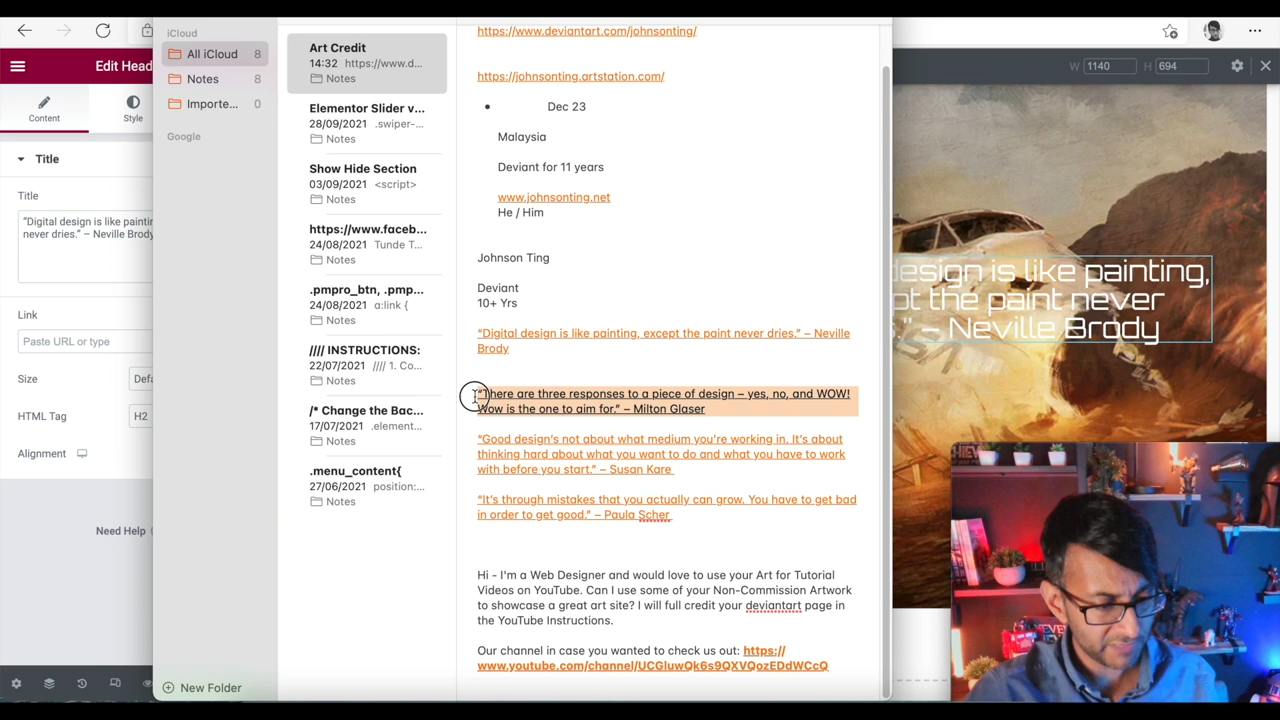 iCloud
All iCloud 8
Notes 8
Importe... 0
Google
New Folder
Edit Head
Content
Style
Title
Title
“Digital design is like paintin
never dries.” – Neville Brody
Link
Paste URL or type
Size
Defa
HTML Tag
H2
Alignment
Need Help
Art Credit
14:32 https://www.d...
Notes
Elementor Slider v...
28/09/2021 .swiper-...
Notes
Show Hide Section
03/09/2021 <script>
Notes
https://www.faceb...
24/08/2021 Tunde T...
Notes
.pmpro_btn, .pmp...
24/08/2021 a:link {
Notes
//// INSTRUCTIONS:
22/07/2021 //// 1. Co...
Notes
/* Change the Bac...
17/07/2021 .element...
Notes
.menu_content{
27/06/2021 position:...
Notes
https://www.deviantart.com/johnsonting/
https://johnsonting.artstation.com/
• Dec 23
Malaysia
Deviant for 11 years
www.johnsonting.net
He / Him
Johnson Ting
Deviant
10+ Yrs
“Digital design is like painting, except the paint never dries.” – Neville
Brody
“There are three responses to a piece of design – yes, no, and WOW!
Wow is the one to aim for.” – Milton Glaser
“Good design’s not about what medium you’re working in. It’s about
thinking hard about what you want to do and what you have to work
with before you start.” – Susan Kare
“It’s through mistakes that you actually can grow. You have to get bad
in order to get good.” – Paula Scher
Hi - I'm a Web Designer and would love to use your Art for Tutorial
Videos on YouTube. Can I use some of your Non-Commission Artwork
to showcase a great art site? I will full credit your deviantart page in
the YouTube Instructions.
Our channel in case you wanted to check us out: https://
www.youtube.com/channel/UCGluwQk6s9QXVQozEDdWCcQ
W 1140 H 694
design is like painting,
pt the paint never
s.” – Neville Brody